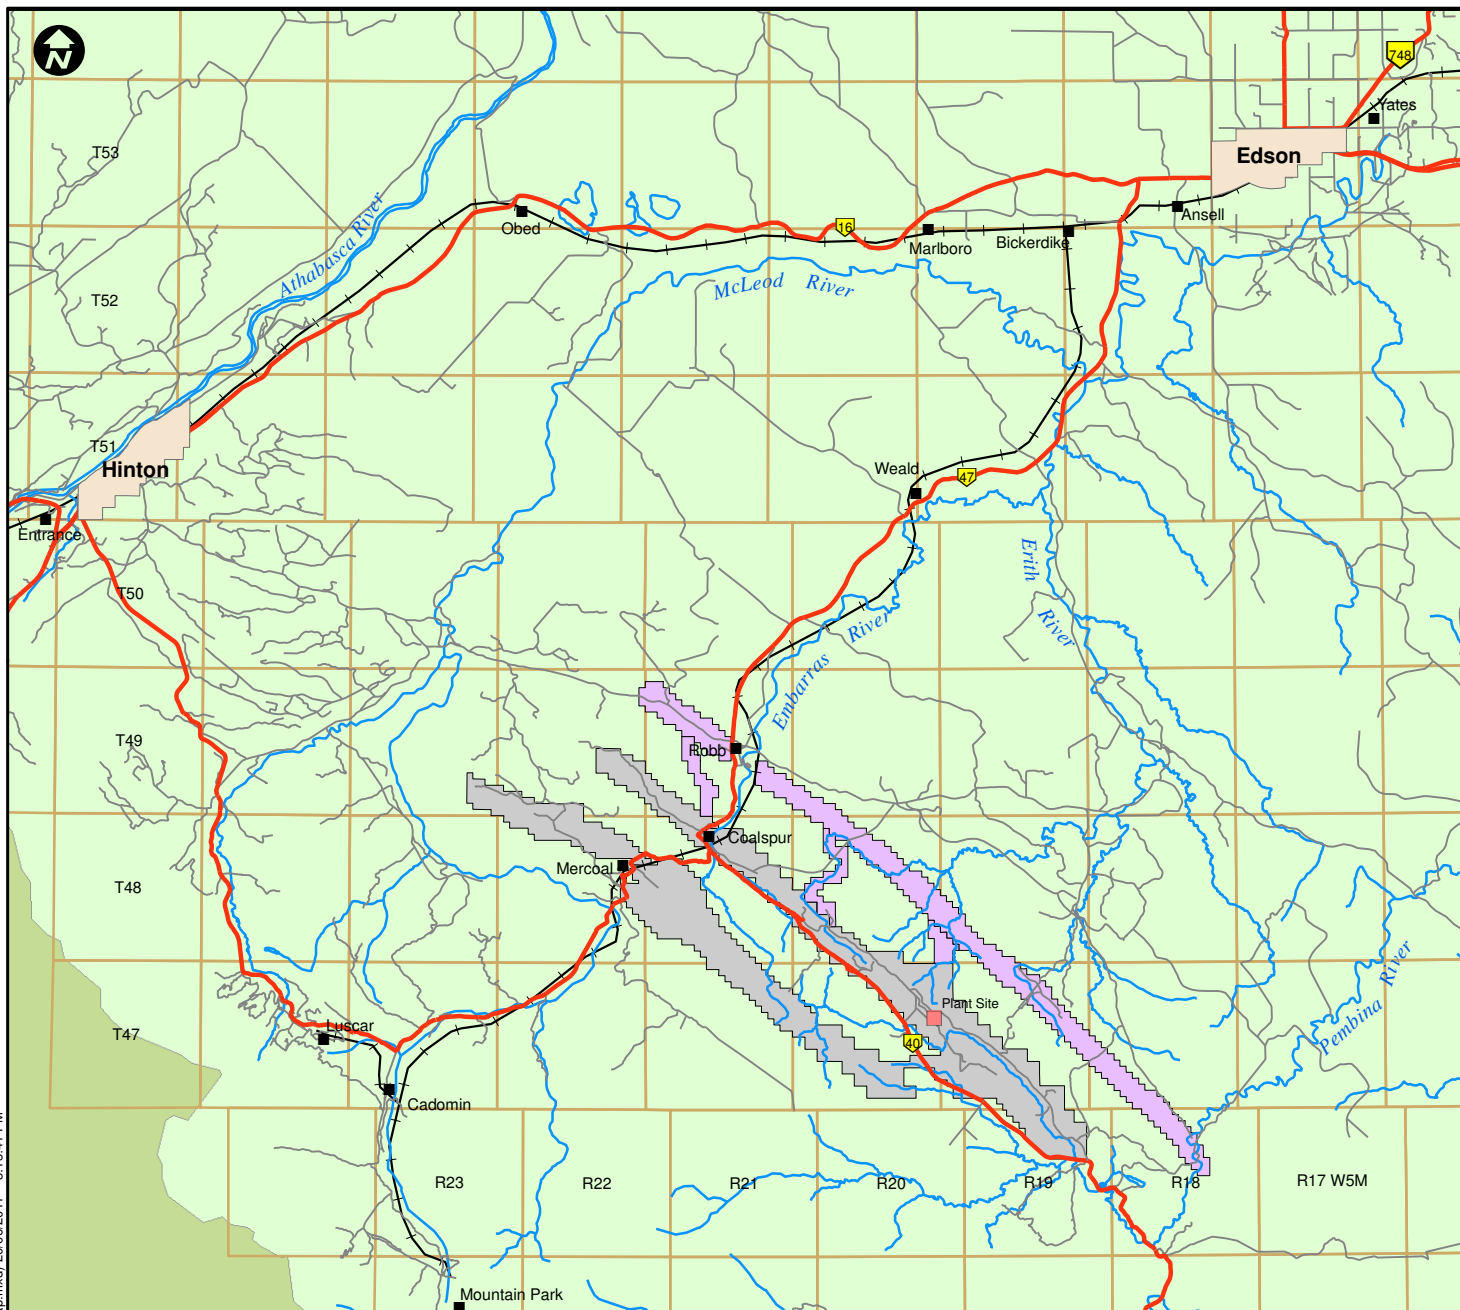 N
748
Yates
T53
Edson
Athabasca River
Ansell
Obed
16
Marlboro
Bickerdike
McLeod River
T52
T51
Hinton
Weald
47
Entrance
Erith
River
T50
Embarras River
T49
Robb
Coalspur
Mercoal
T48
Pembina River
Plant Site
T47
Luscar
40
Cadomin
R23
R22
R21
R20
R19
R18
R17 W5M
Mountain Park